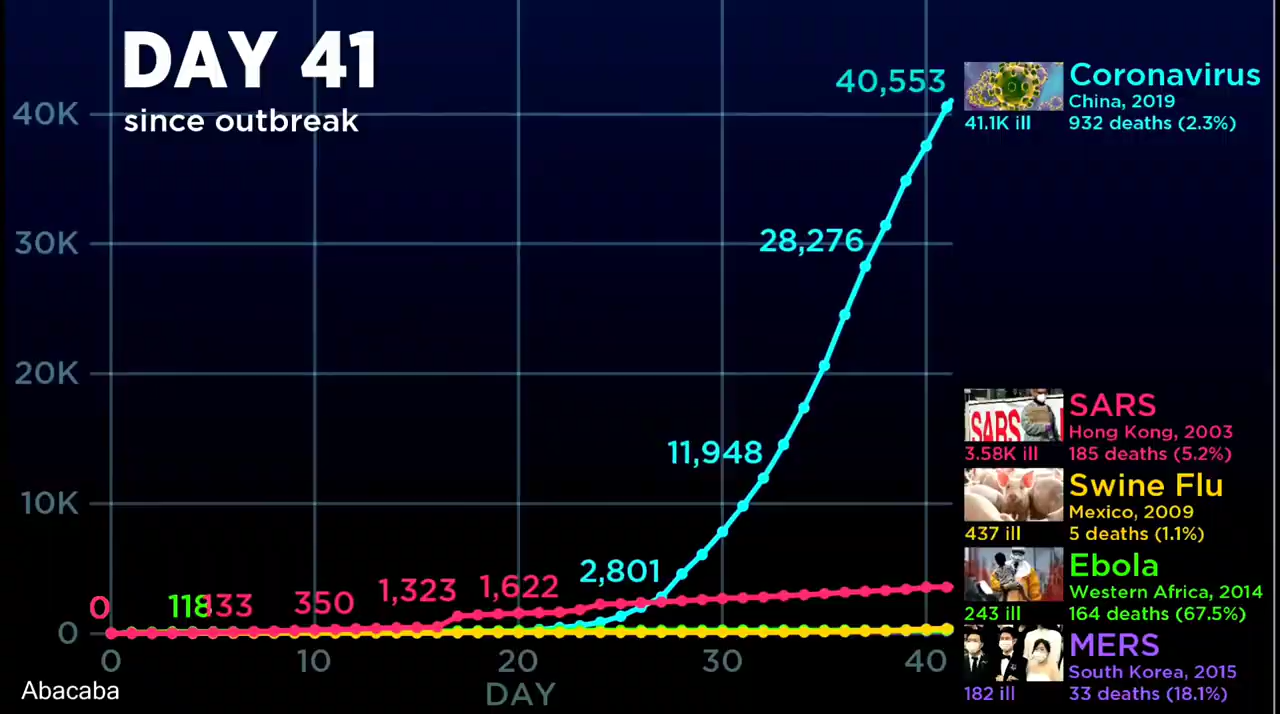 DAY 41
since outbreak
40K
30K
20K
10K
0
0
10
20
30
40
DAY
0
118
133
350
1,323
1,622
2,801
11,948
28,276
40,553
Coronavirus
China, 2019
41.1K ill
932 deaths (2.3%)
SARS
SARS
Hong Kong, 2003
3.58K ill
185 deaths (5.2%)
Swine Flu
Mexico, 2009
437 ill
5 deaths (1.1%)
Ebola
Western Africa, 2014
243 ill
164 deaths (67.5%)
MERS
South Korea, 2015
182 ill
33 deaths (18.1%)
Abacaba